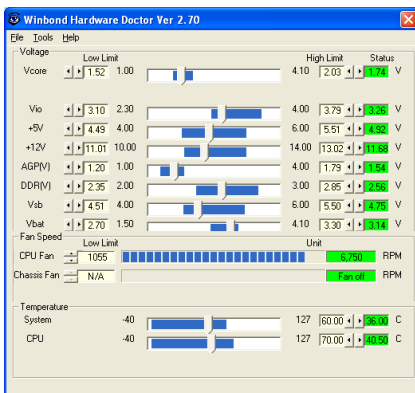 Winbond Hardware Doctor Ver 2.70
File Tools Help
Voltage
Low Limit High Limit Status
Vcore 1.52 1.00 4.10 2.03 1.74 V
Vio 3.10 2.30 4.00 3.79 3.26 V
+5V 4.49 4.00 6.00 5.51 4.92 V
+12V 11.01 10.00 14.00 13.02 11.68 V
AGP(V) 1.20 1.00 4.00 1.79 1.54 V
DDR(V) 2.35 2.00 3.00 2.85 2.56 V
Vsb 4.51 4.00 6.00 5.50 4.75 V
Vbat 2.70 1.50 4.10 3.30 3.14 V
Fan Speed
Low Limit Unit
CPU Fan 1055 6,750 RPM
Chassis Fan N/A Fan off RPM
Temperature
System -40 127 60.00 36.00 C
CPU -40 127 70.00 40.50 C